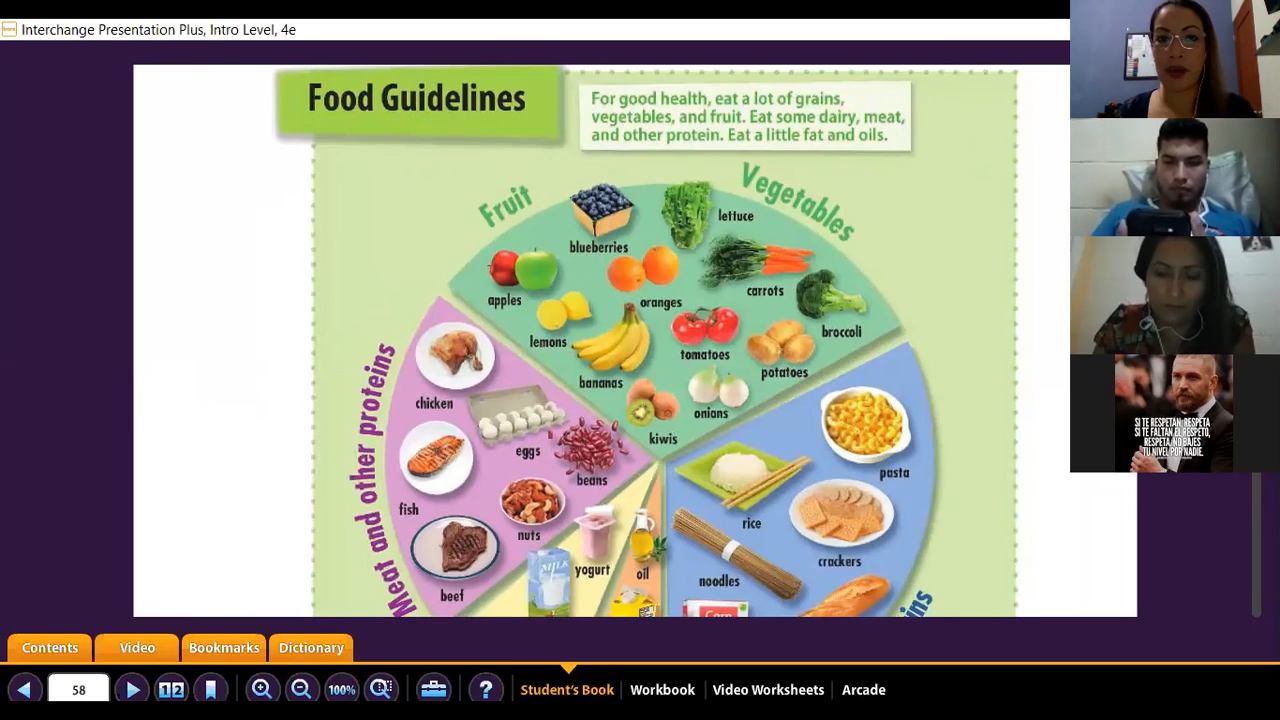 Interchange Presentation Plus, Intro Level, 4e
Food Guidelines
For good health, eat a lot of grains,
vegetables, and fruit. Eat some dairy, meat,
and other protein. Eat a little fat and oils.
Fruit
Vegetables
blueberries
lettuce
apples
oranges
carrots
lemons
broccoli
bananas
tomatoes
potatoes
kiwis
onions
Meat and other proteins
chicken
eggs
beans
fish
nuts
beef
MILK
yogurt
oil
pasta
rice
crackers
noodles
Corn
SI TE RESPETAN, RESPETA
SI TE FALTAN EL RESPETO,
RESPETA, NO BAJES
TU NIVEL POR NADIE.
Contents
Video
Bookmarks
Dictionary
58
1 2
100%
?
Student's Book
Workbook
Video Worksheets
Arcade